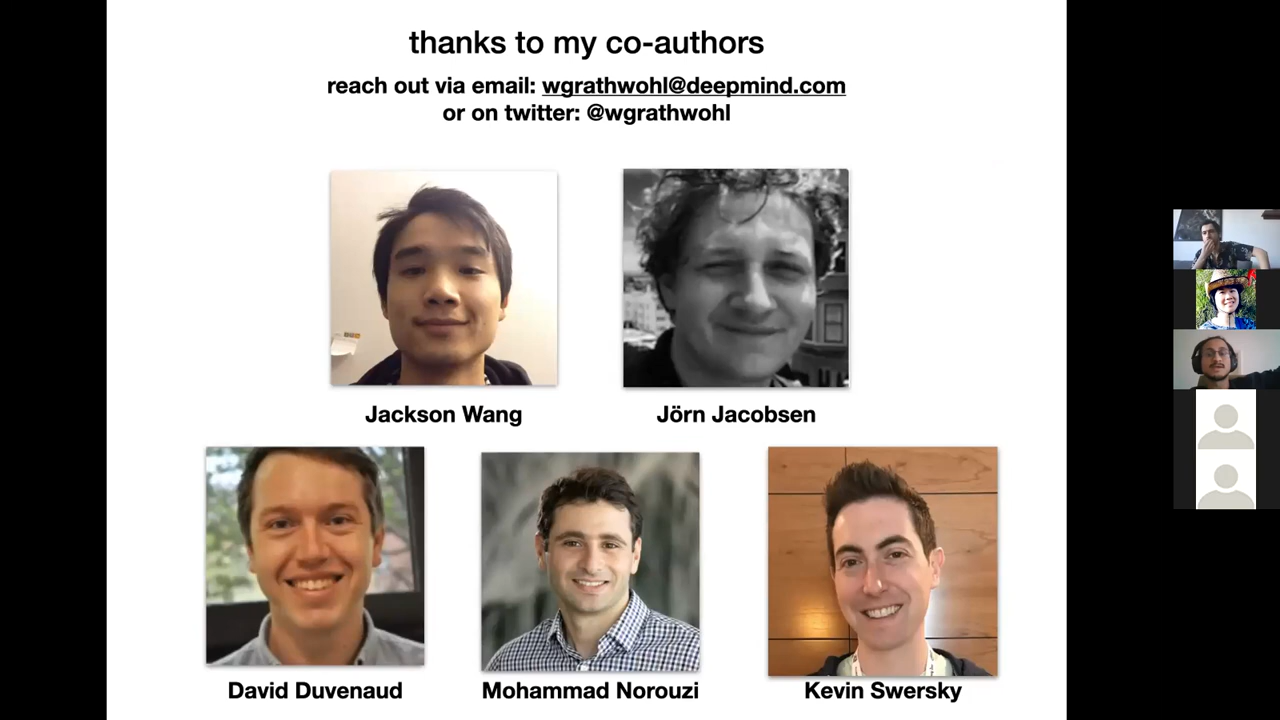 thanks to my co-authors
reach out via email: wgrathwohl@deepmind.com
or on twitter: @wgrathwohl
Jackson Wang
Jörn Jacobsen
David Duvenaud
Mohammad Norouzi
Kevin Swersky